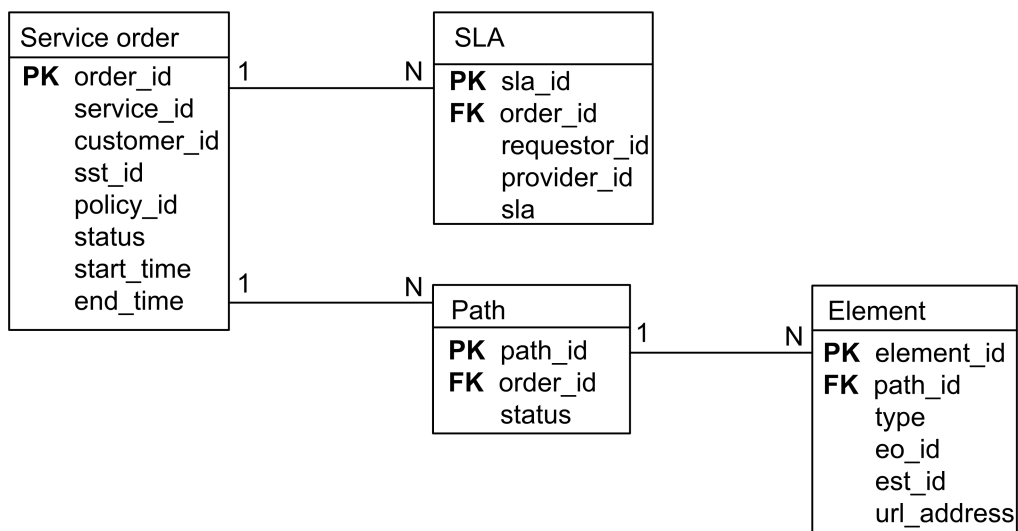 Service order
PK order_id
service_id
customer_id
sst_id
policy_id
status
start_time
end_time
1
N
SLA
PK sla_id
FK order_id
requestor_id
provider_id
sla
1
N
Path
PK path_id
FK order_id
status
1
N
Element
PK element_id
FK path_id
type
eo_id
est_id
url_address